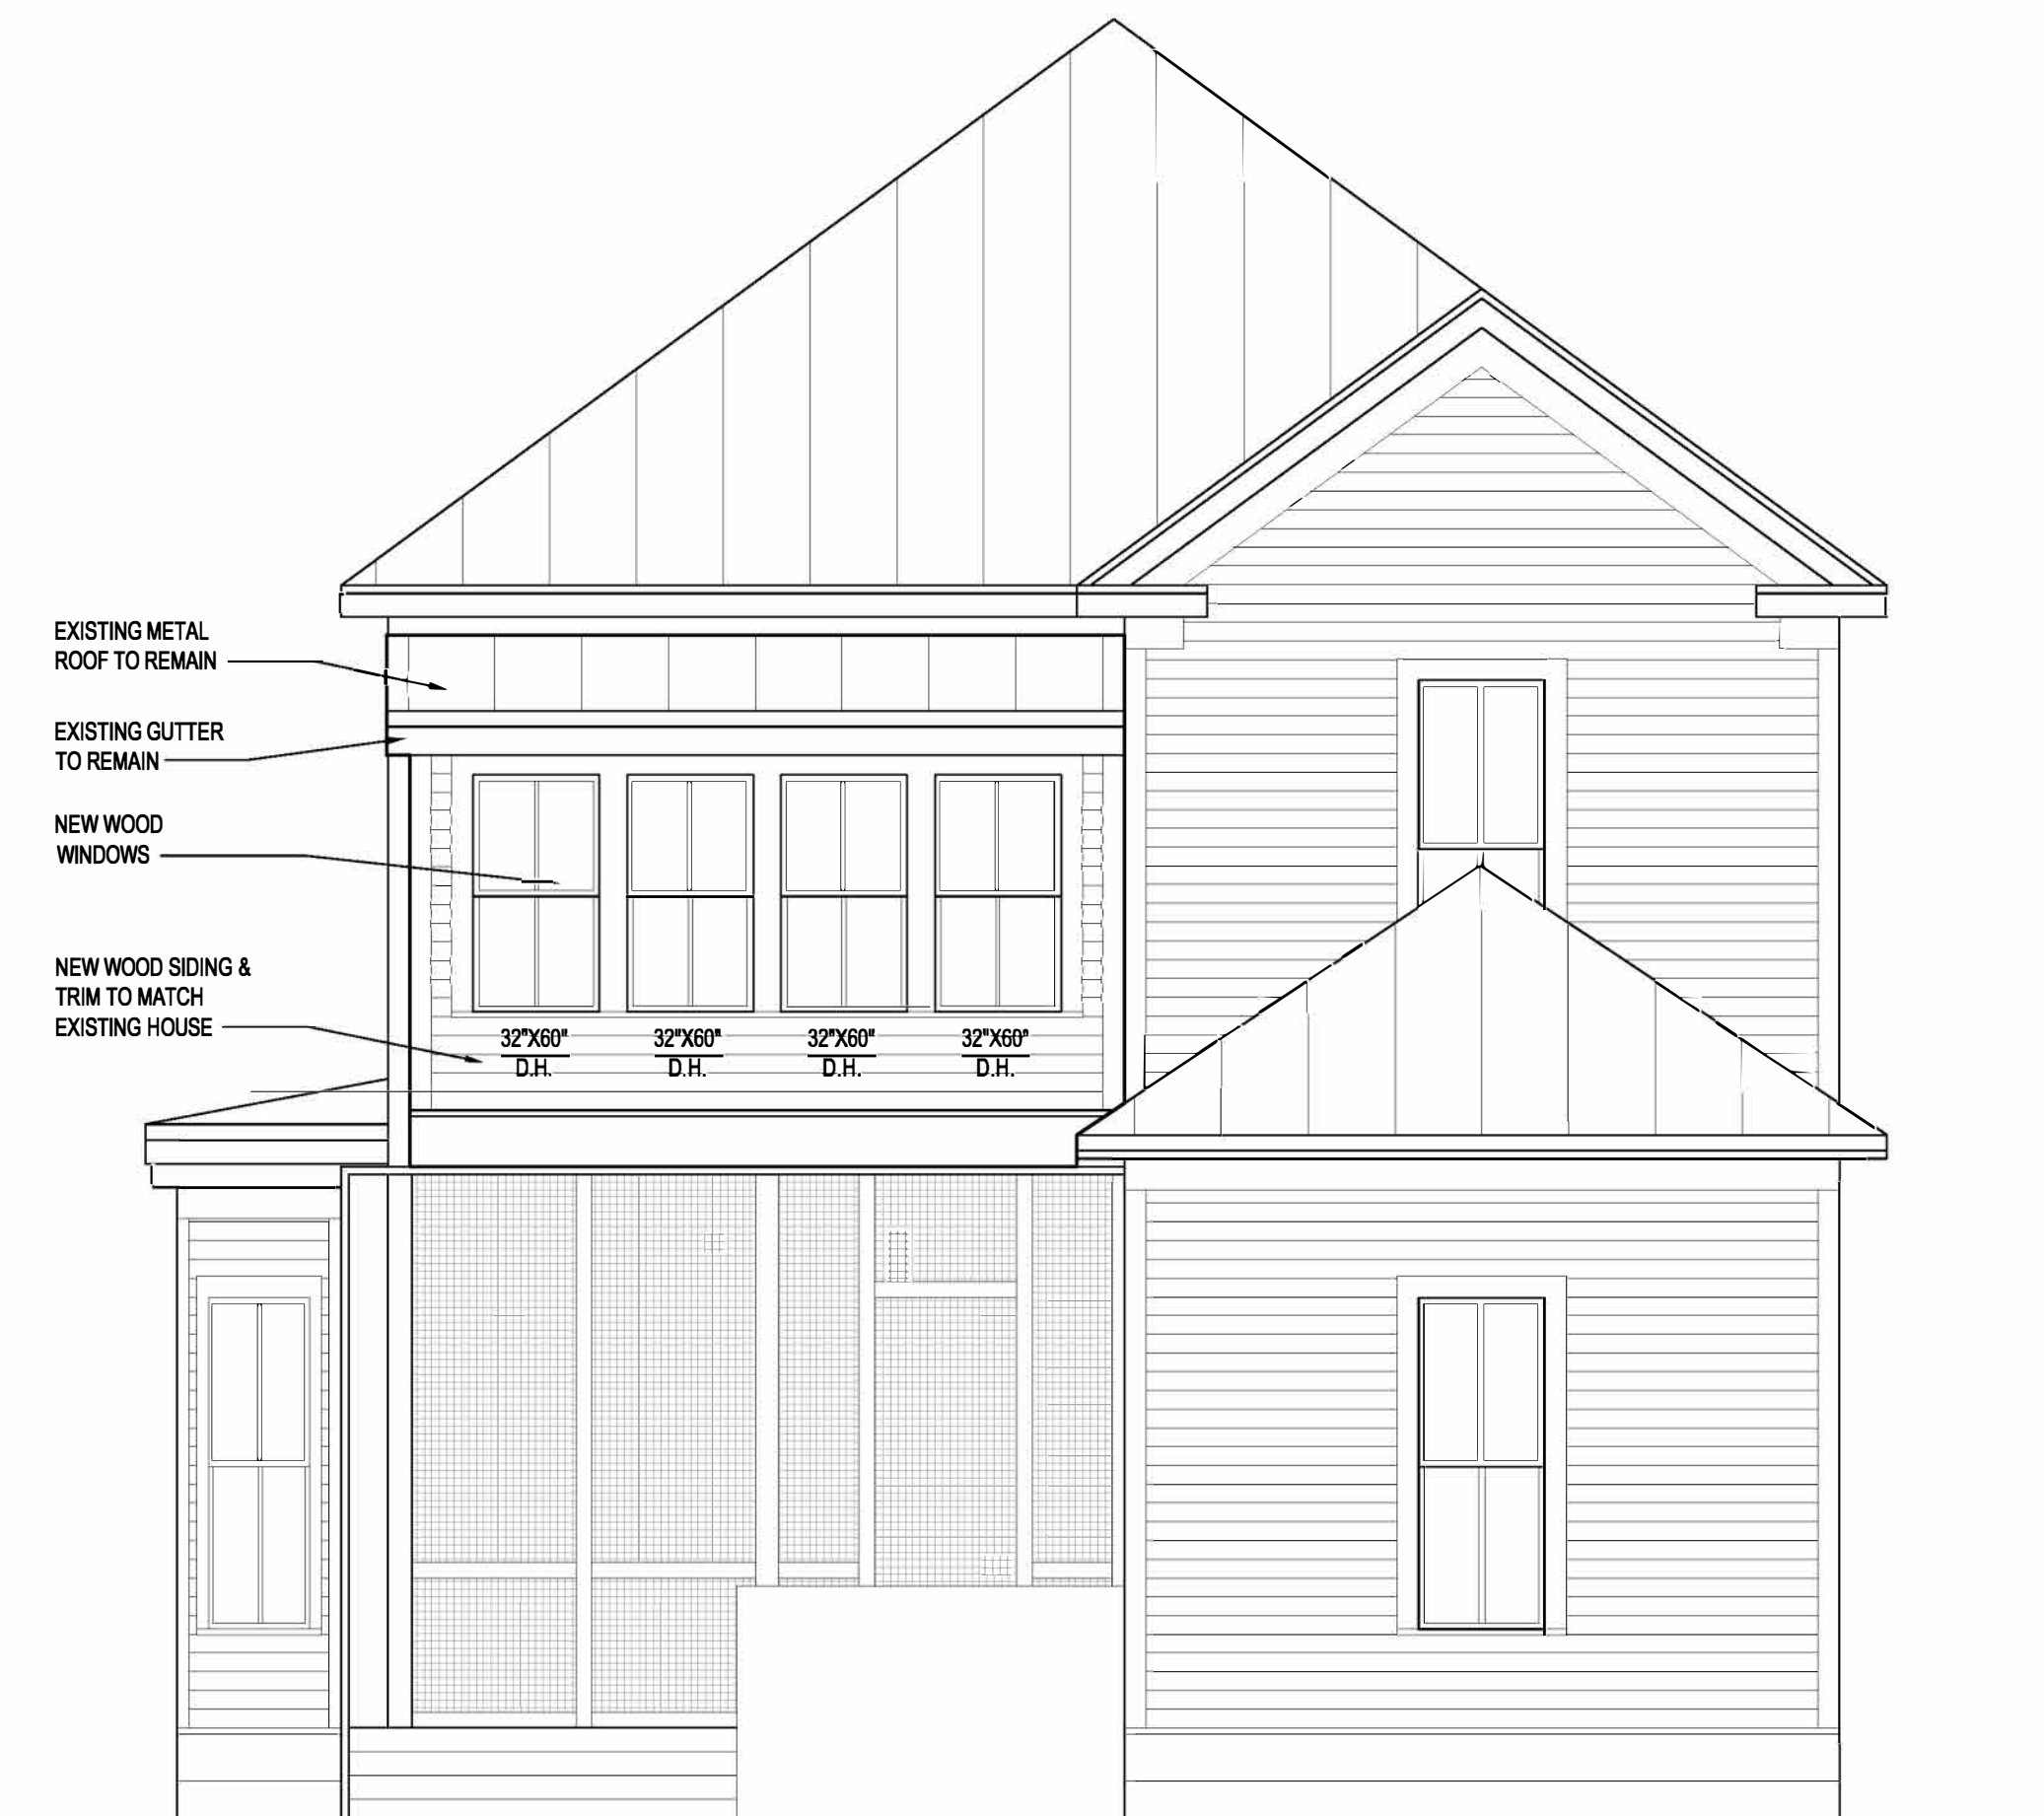 EXISTING METAL
ROOF TO REMAIN
EXISTING GUTTER
TO REMAIN
NEW WOOD
WINDOWS
NEW WOOD SIDING &
TRIM TO MATCH
EXISTING HOUSE
32"X60" 32"X60" 32"X60" 32"X60"
D.H. D.H. D.H. D.H.